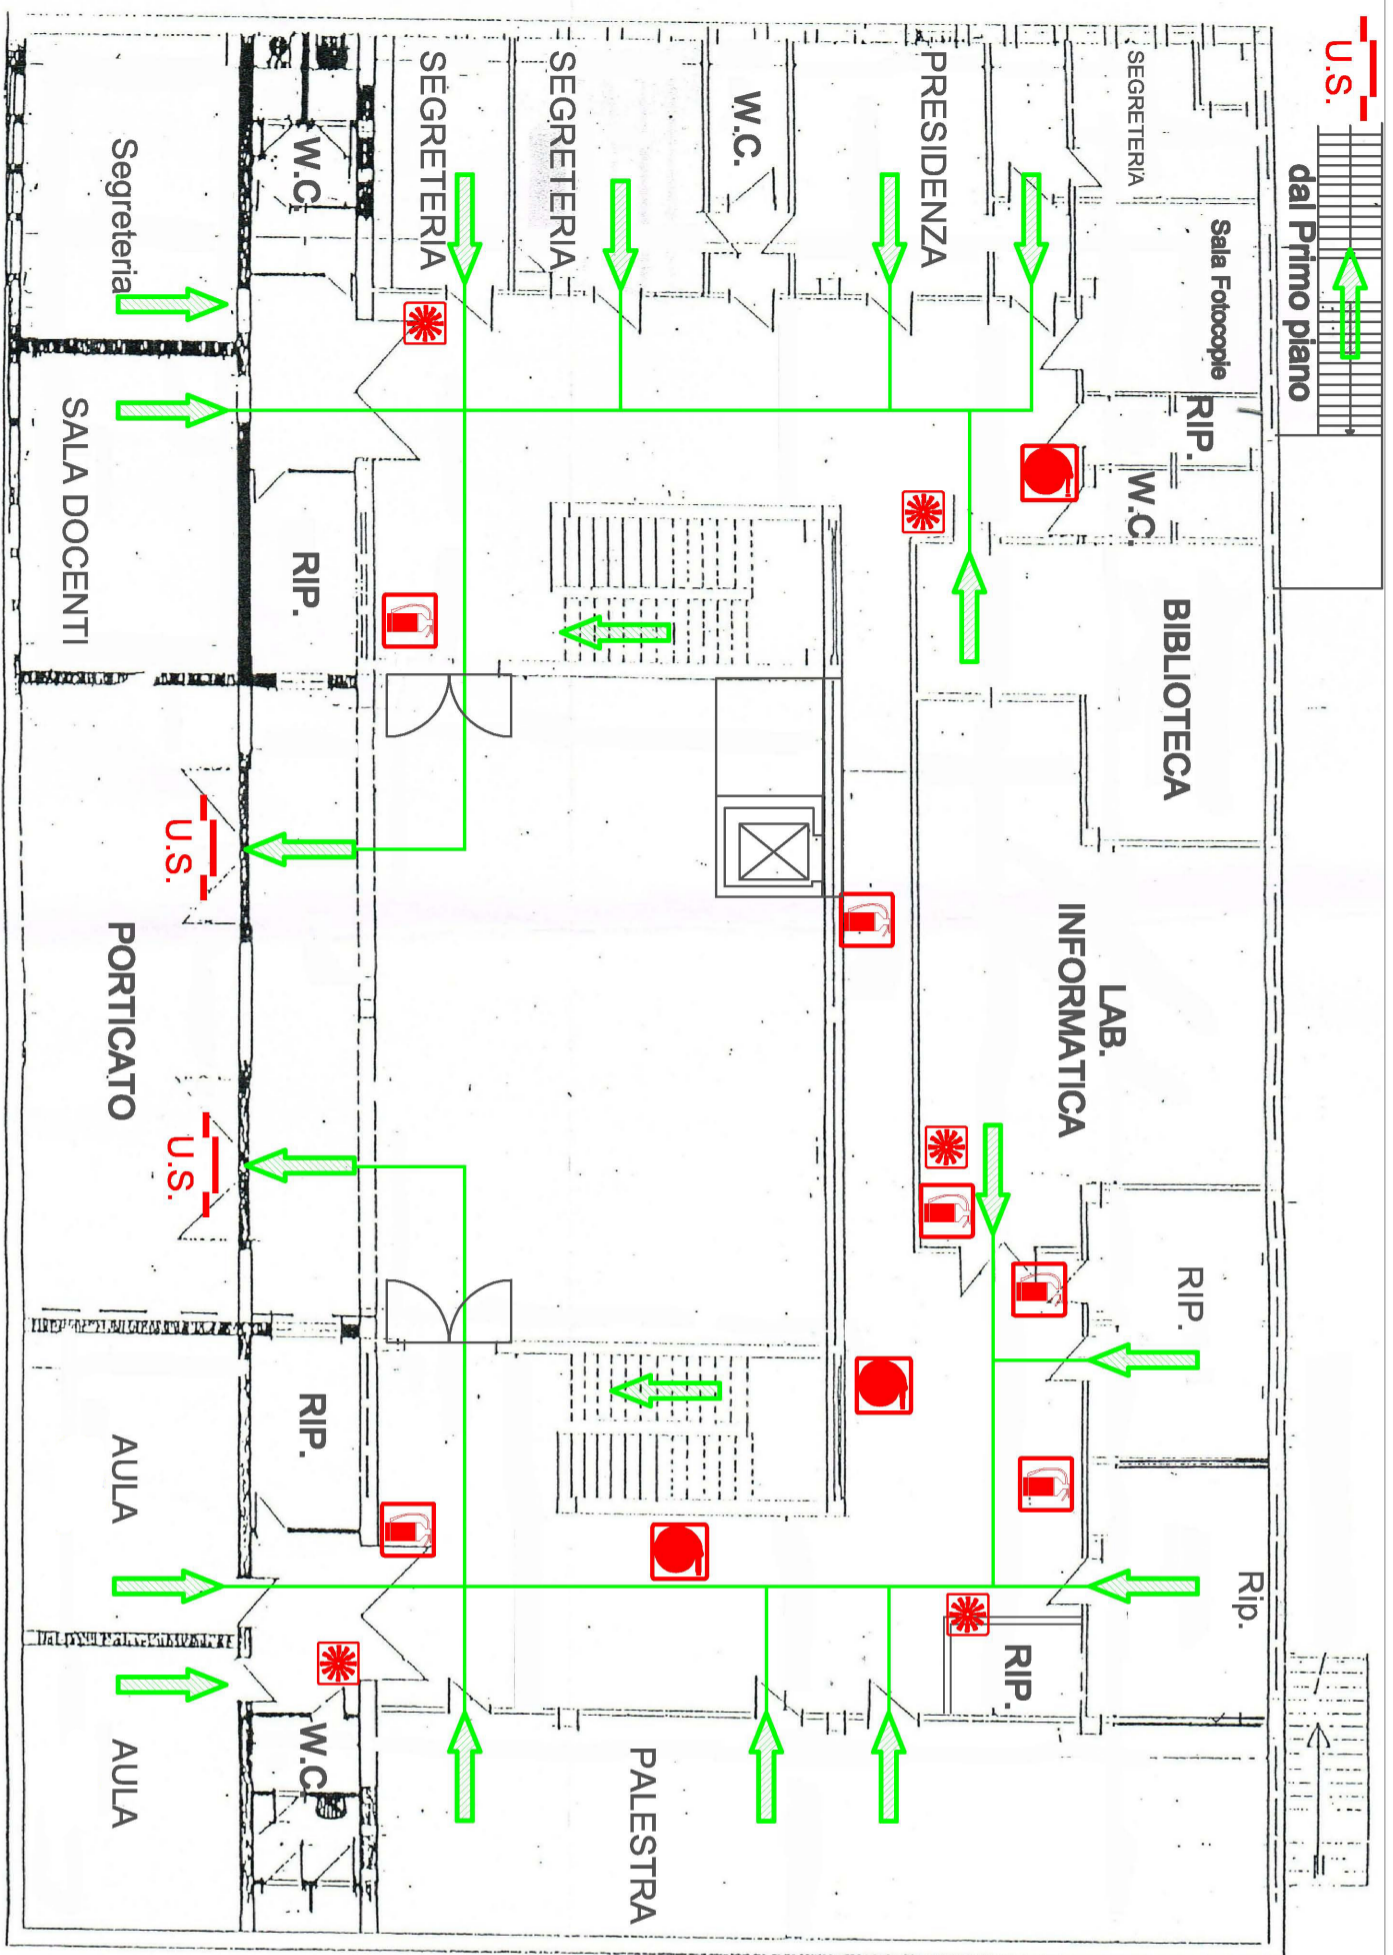 U.S.
dal Primo piano
SEGRETERIA
Sala Fotocopie
RIP.
W.C.
BIBLIOTECA
LAB.
INFORMATICA
RIP.
Rip.
RIP.
PRESIDENZA
W.C.
SEGRETERIA
SEGRETERIA
W.C.
Segreteria
SALA DOCENTI
RIP.
U.S.
PORTICATO
U.S.
RIP.
AULA
AULA
W.C.
PALESTRA